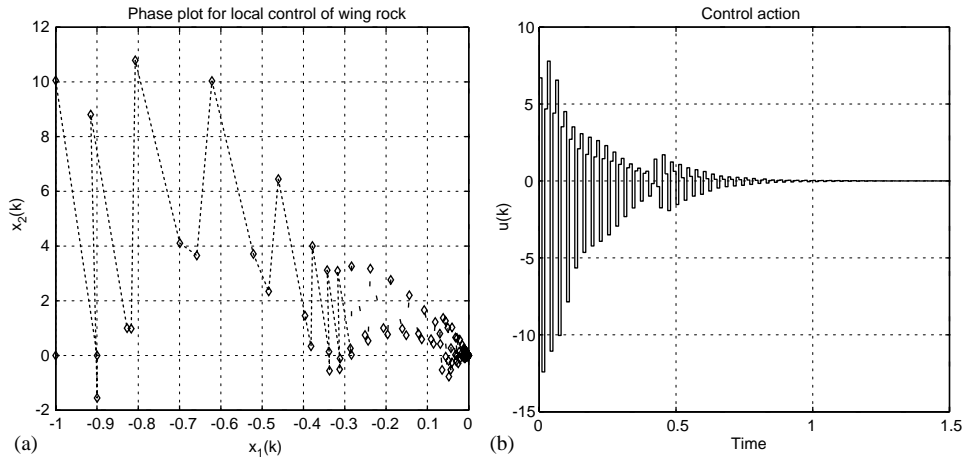 Phase plot for local control of wing rock
12
10
8
6
4
2
0
-2
x2(k)
-1 -0.9 -0.8 -0.7 -0.6 -0.5 -0.4 -0.3 -0.2 -0.1 0
x1(k)
(a)
Control action
10
5
0
-5
-10
-15
u(k)
0 0.5 1 1.5
Time
(b)